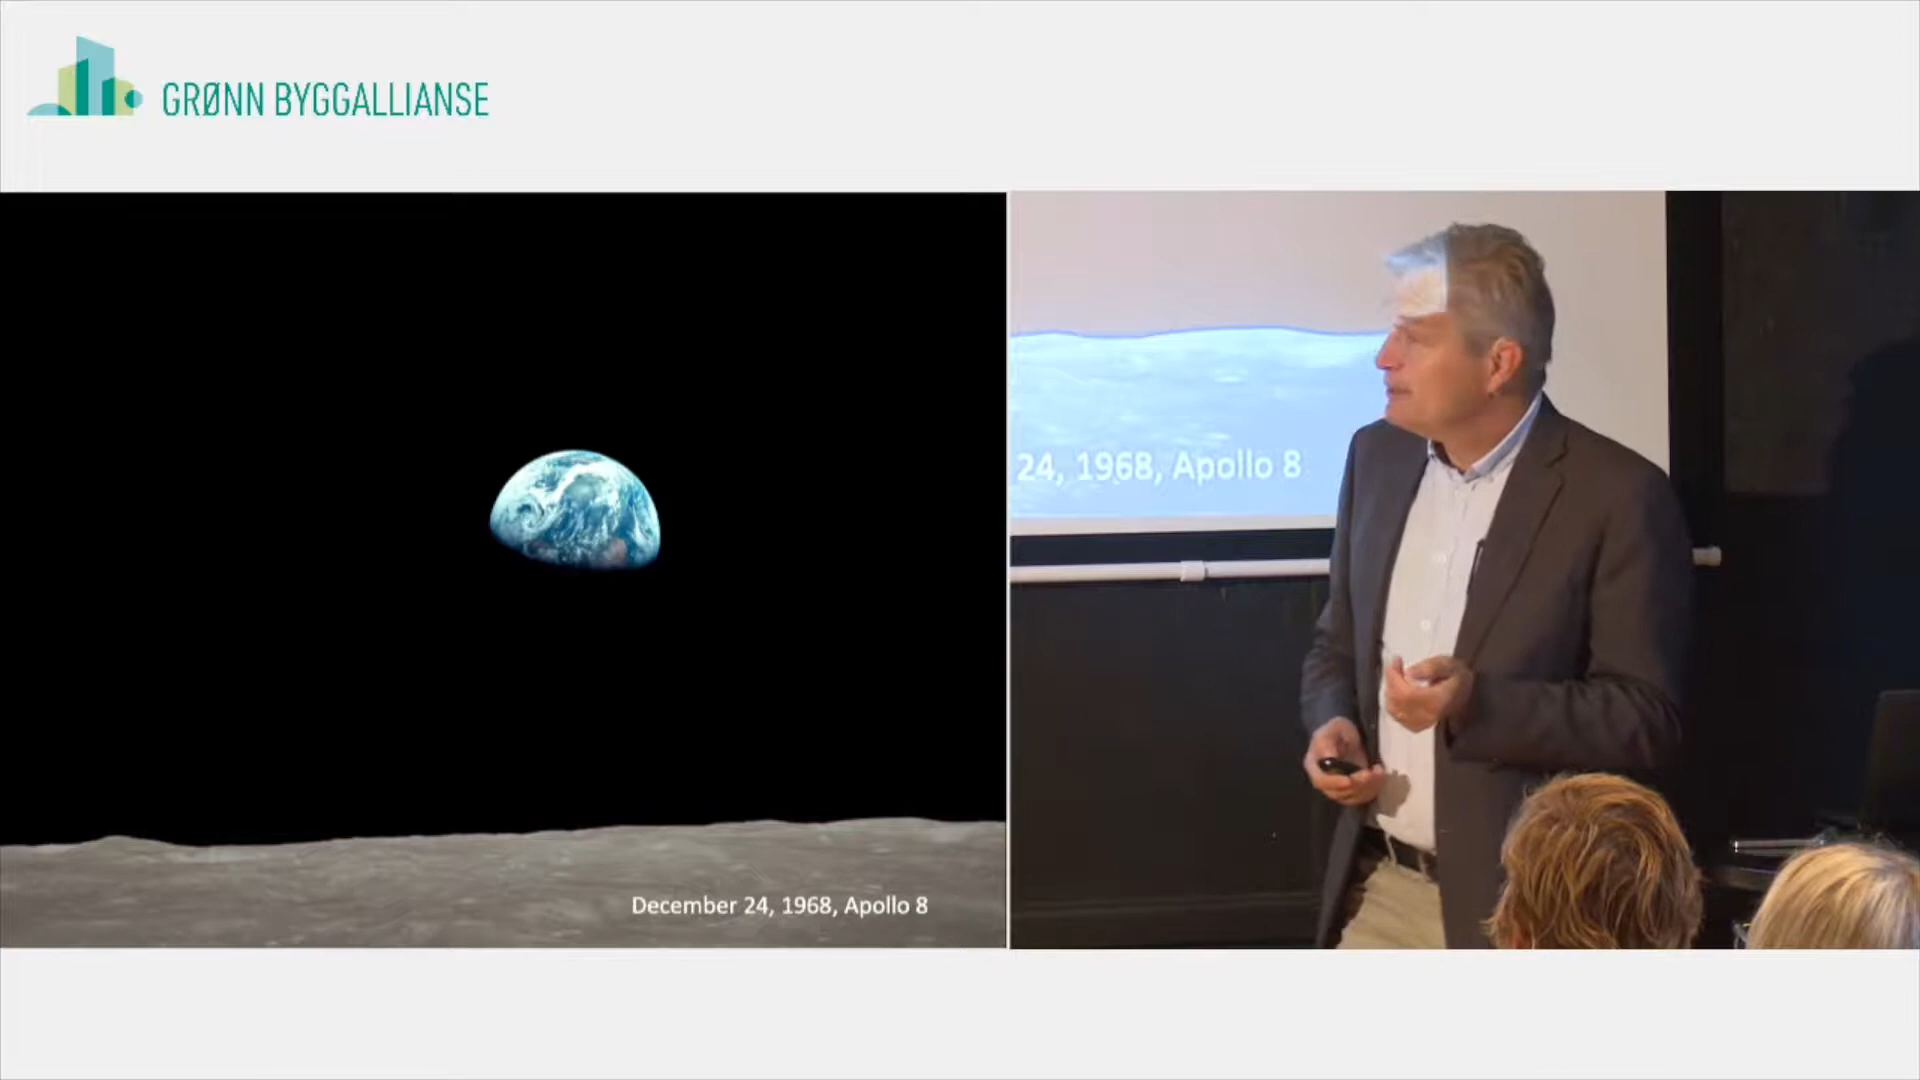 GRØNN BYGGALLIANSE
December 24, 1968, Apollo 8
24, 1968, Apollo 8